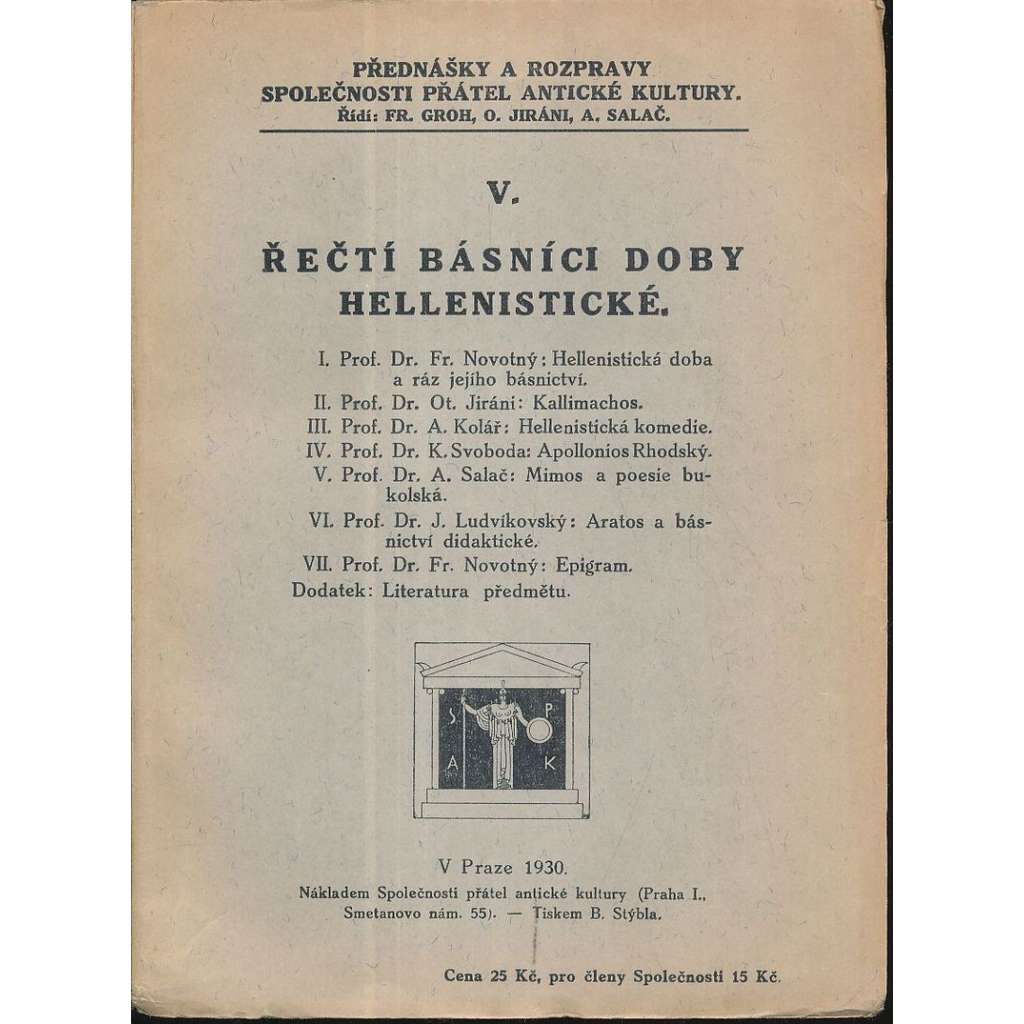 PŘEDNÁŠKY A ROZPRAVY
SPOLEČNOSTI PŘÁTEL ANTICKÉ KULTURY.
Řídí: FR. GROH, O. JIRÁNI, A. SALAČ.
V.
ŘEČTÍ BÁSNÍCI DOBY
HELLENISTICKÉ.
I. Prof. Dr. Fr. Novotný: Hellenistická doba
a ráz jejího básnictví.
II. Prof. Dr. Ot. Jiráni: Kallimachos.
III. Prof. Dr. A. Kolář: Hellenistická komedie.
IV. Prof. Dr. K. Svoboda: Apollonios Rhodský.
V. Prof. Dr. A. Salač: Mimos a poesie bu-
kolská.
VI. Prof. Dr. J. Ludvíkovský: Aratos a bás-
nictví didaktické.
VII. Prof. Dr. Fr. Novotný: Epigram.
Dodatek: Literatura předmětu.
S P
A K
V Praze 1930.
Nákladem Společnosti přátel antické kultury (Praha I.,
Smetanovo nám. 55). — Tiskem B. Stýbla.
Cena 25 Kč, pro členy Společnosti 15 Kč.